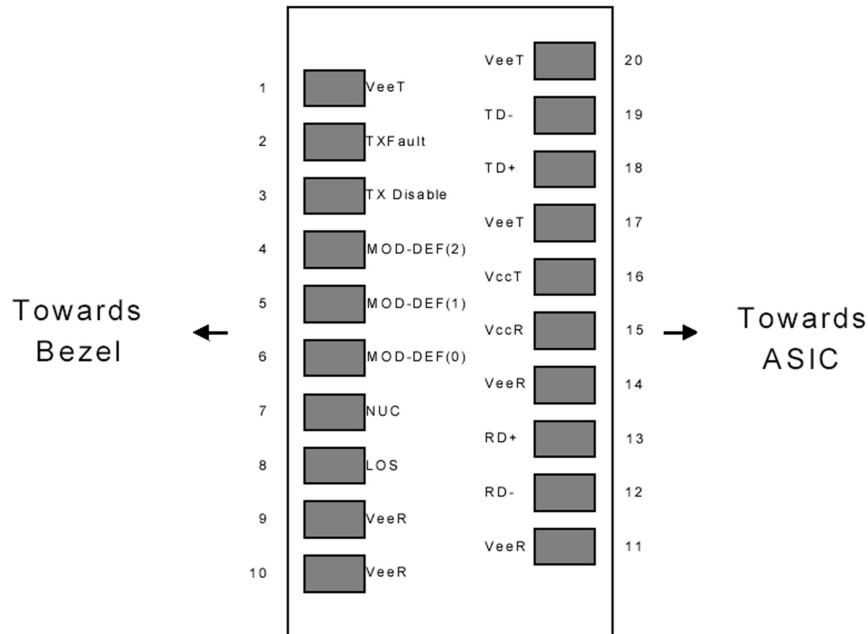 VeeT 20
1 VeeT
TD- 19
2 TXFault
TD+ 18
3 TX Disable
VeeT 17
4 MOD-DEF(2)
VccT 16
5 MOD-DEF(1)
Towards
Bezel
VccR 15
Towards
ASIC
6 MOD-DEF(0)
VeeR 14
7 NUC
RD+ 13
8 LOS
RD- 12
9 VeeR
VeeR 11
10 VeeR